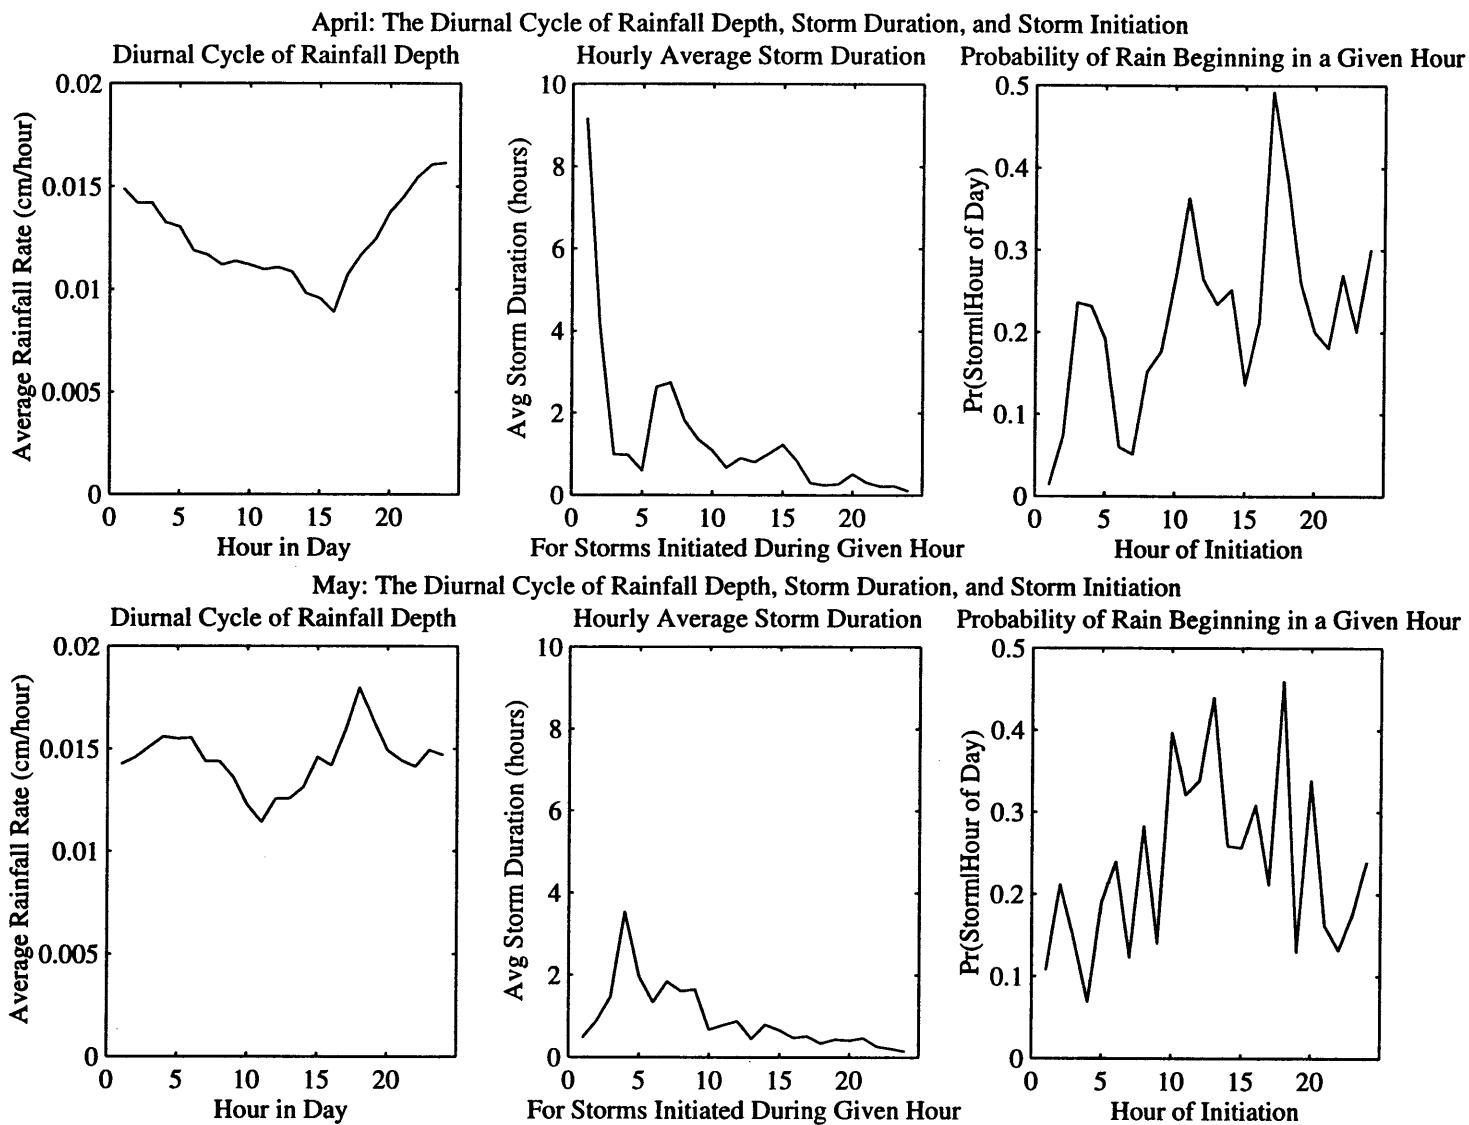 April: The Diurnal Cycle of Rainfall Depth, Storm Duration, and Storm Initiation
Diurnal Cycle of Rainfall Depth
Average Rainfall Rate (cm/hour)
0.02
0.015
0.01
0.005
0
0 5 10 15 20
Hour in Day
Hourly Average Storm Duration
Avg Storm Duration (hours)
10
8
6
4
2
0
0 5 10 15 20
For Storms Initiated During Given Hour
Probability of Rain Beginning in a Given Hour
Pr(Storm|Hour of Day)
0.5
0.4
0.3
0.2
0.1
0
0 5 10 15 20
Hour of Initiation
May: The Diurnal Cycle of Rainfall Depth, Storm Duration, and Storm Initiation
Diurnal Cycle of Rainfall Depth
Average Rainfall Rate (cm/hour)
0.02
0.015
0.01
0.005
0
0 5 10 15 20
Hour in Day
Hourly Average Storm Duration
Avg Storm Duration (hours)
10
8
6
4
2
0
0 5 10 15 20
For Storms Initiated During Given Hour
Probability of Rain Beginning in a Given Hour
Pr(Storm|Hour of Day)
0.5
0.4
0.3
0.2
0.1
0
0 5 10 15 20
Hour of Initiation